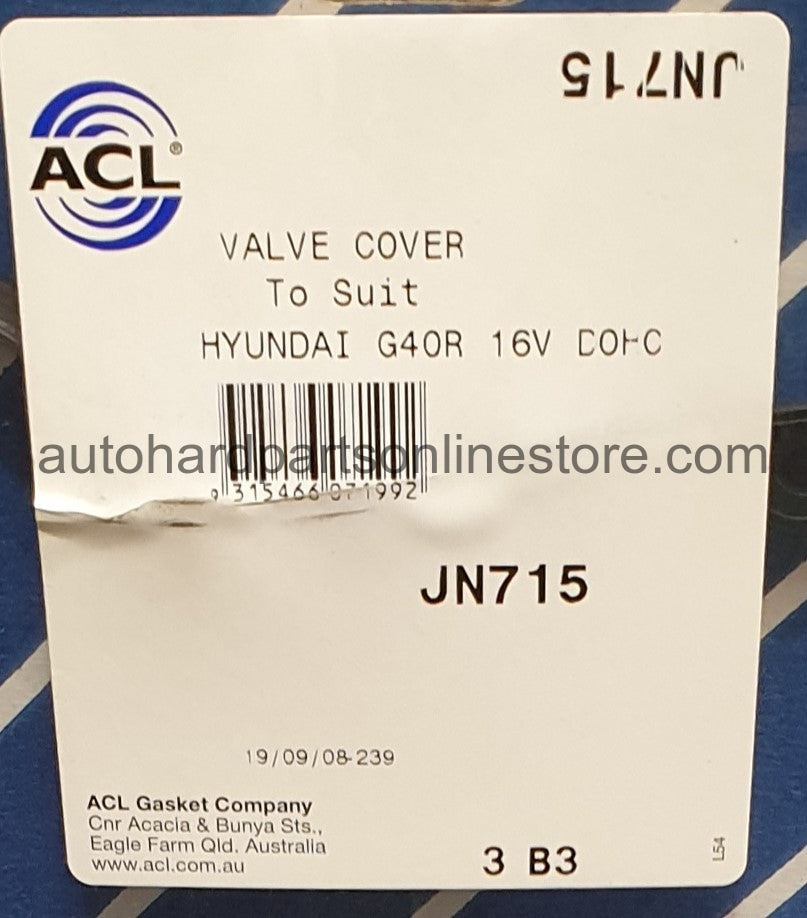 JN715
ACL®
VALVE COVER
To Suit
HYUNDAI G4OR 16V DOHC
autohardpartsonlinestore.com
9 315466 071992
JN715
19/09/08-239
ACL Gasket Company
Cnr Acacia & Bunya Sts.,
Eagle Farm Qld. Australia
www.acl.com.au
3 B3
L54